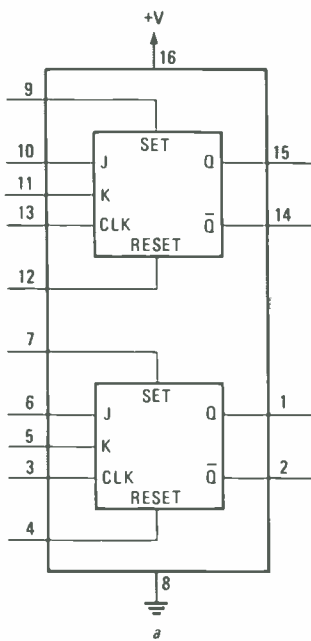 +V
16
9
SET
10 J Q 15
11 K
13 CLK Q̅ 14
RESET
12
7
SET
6 J Q 1
5 K
3 CLK Q̅ 2
RESET
4
8
a